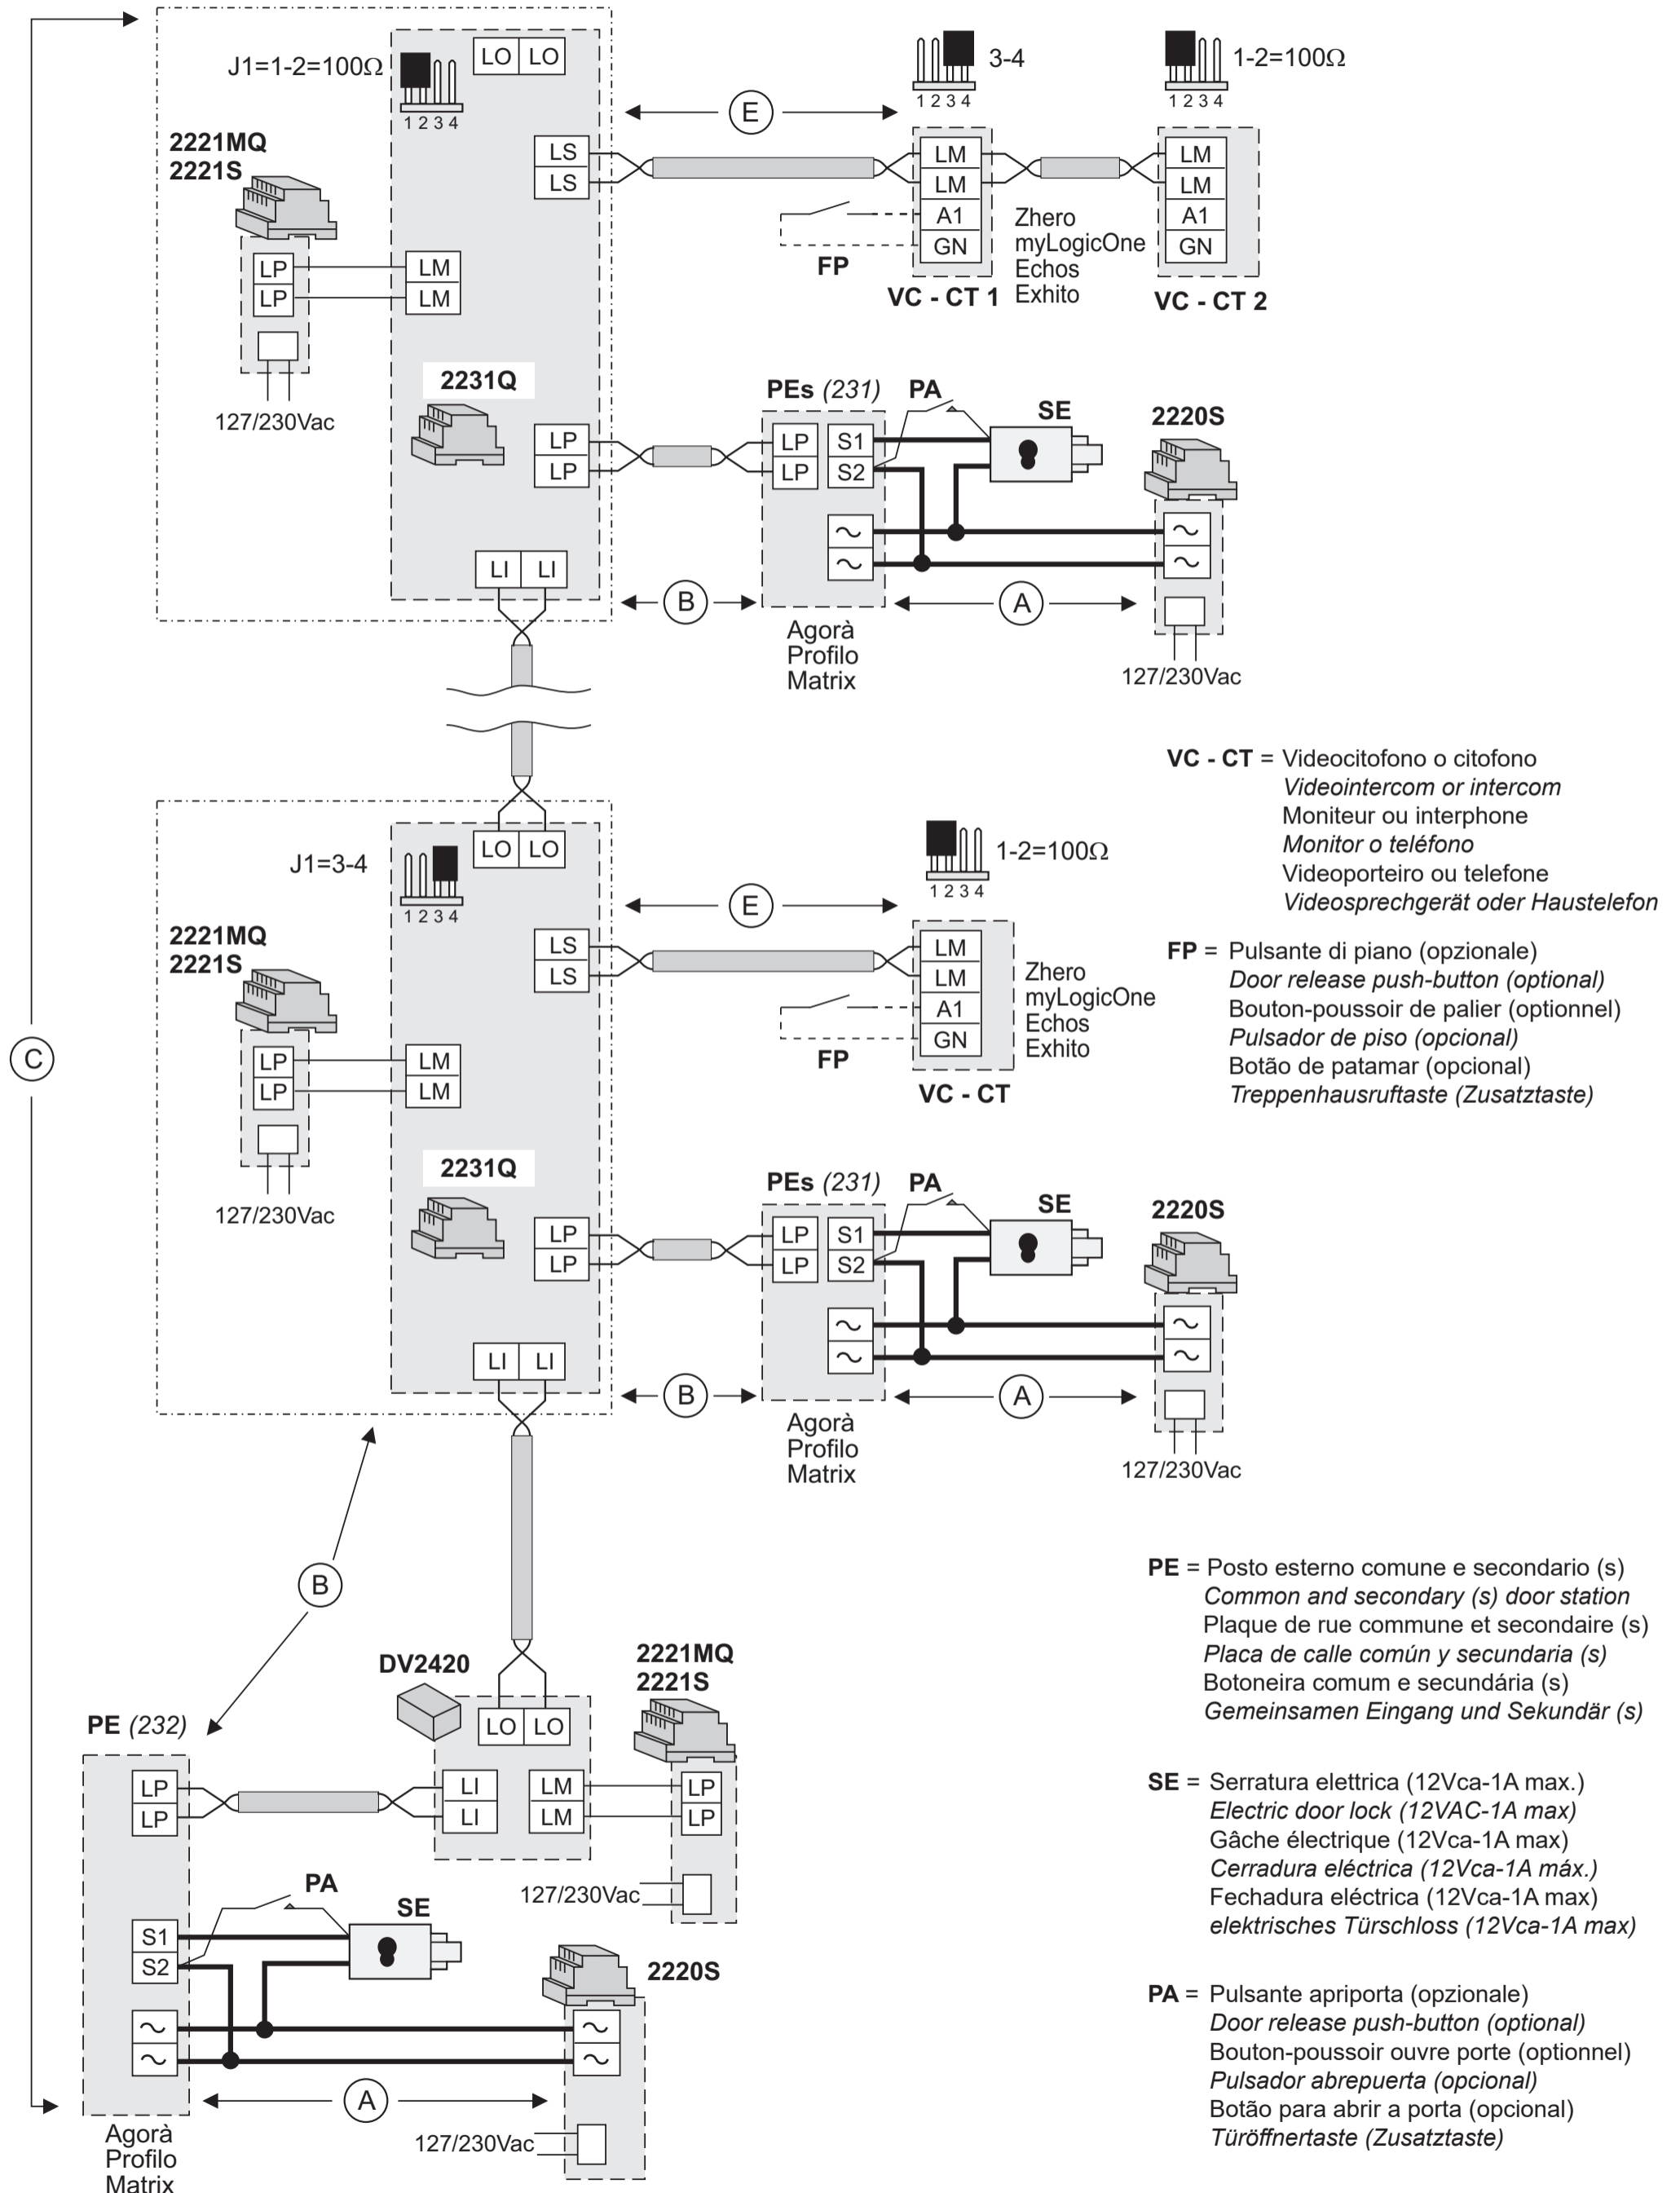 J1=1-2=100Ω
1 2 3 4
LO LO
3-4
1 2 3 4
1-2=100Ω
1 2 3 4
E
2221MQ
2221S
LS
LS
LM
LM
A1
GN
LM
LM
A1
GN
FP
Zhero
myLogicOne
Echos
Exhito
VC - CT 1
VC - CT 2
LP
LP
LM
LM
127/230Vac
2231Q
LP
LP
PEs (231)
PA
SE
2220S
LP
LP
S1
S2
~
~
~
~
LI LI
B
A
Agorà
Profilo
Matrix
127/230Vac
VC - CT = Videocitofono o citofono
Videointercom or intercom
Moniteur ou interphone
Monitor o teléfono
Videoporteiro ou telefone
Videosprechgerät oder Haustelefon
FP = Pulsante di piano (opzionale)
Door release push-button (optional)
Bouton-poussoir de palier (optionnel)
Pulsador de piso (opcional)
Botão de patamar (opcional)
Treppenhausruftaste (Zusatztaste)
C
J1=3-4
1 2 3 4
LO LO
1-2=100Ω
1 2 3 4
E
2221MQ
2221S
LS
LS
LM
LM
A1
GN
FP
Zhero
myLogicOne
Echos
Exhito
VC - CT
LP
LP
LM
LM
127/230Vac
2231Q
LP
LP
PEs (231)
PA
SE
2220S
LP
LP
S1
S2
~
~
~
~
LI LI
B
A
Agorà
Profilo
Matrix
127/230Vac
B
PE = Posto esterno comune e secondario (s)
Common and secondary (s) door station
Plaque de rue commune et secondaire (s)
Placa de calle común y secundaria (s)
Botoneira comum e secundária (s)
Gemeinsamen Eingang und Sekundär (s)
DV2420
2221MQ
2221S
LO LO
PE (232)
LP
LP
LI
LI
LM
LM
LP
LP
127/230Vac
SE = Serratura elettrica (12Vca-1A max.)
Electric door lock (12VAC-1A max)
Gâche électrique (12Vca-1A max)
Cerradura eléctrica (12Vca-1A máx.)
Fechadura eléctrica (12Vca-1A max)
elektrisches Türschloss (12Vca-1A max)
PA
SE
S1
S2
2220S
~
~
~
~
A
127/230Vac
Agorà
Profilo
Matrix
PA = Pulsante apriporta (opzionale)
Door release push-button (optional)
Bouton-poussoir ouvre porte (optionnel)
Pulsador abrepuerta (opcional)
Botão para abrir a porta (opcional)
Türöffnertaste (Zusatztaste)